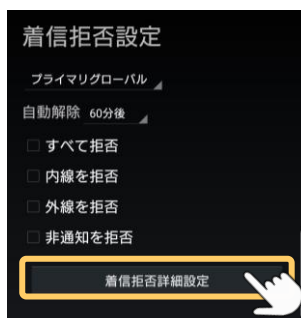 着信拒否設定
プライマリグローバル
自動解除 60分後
すべて拒否
内線を拒否
外線を拒否
非通知を拒否
着信拒否詳細設定